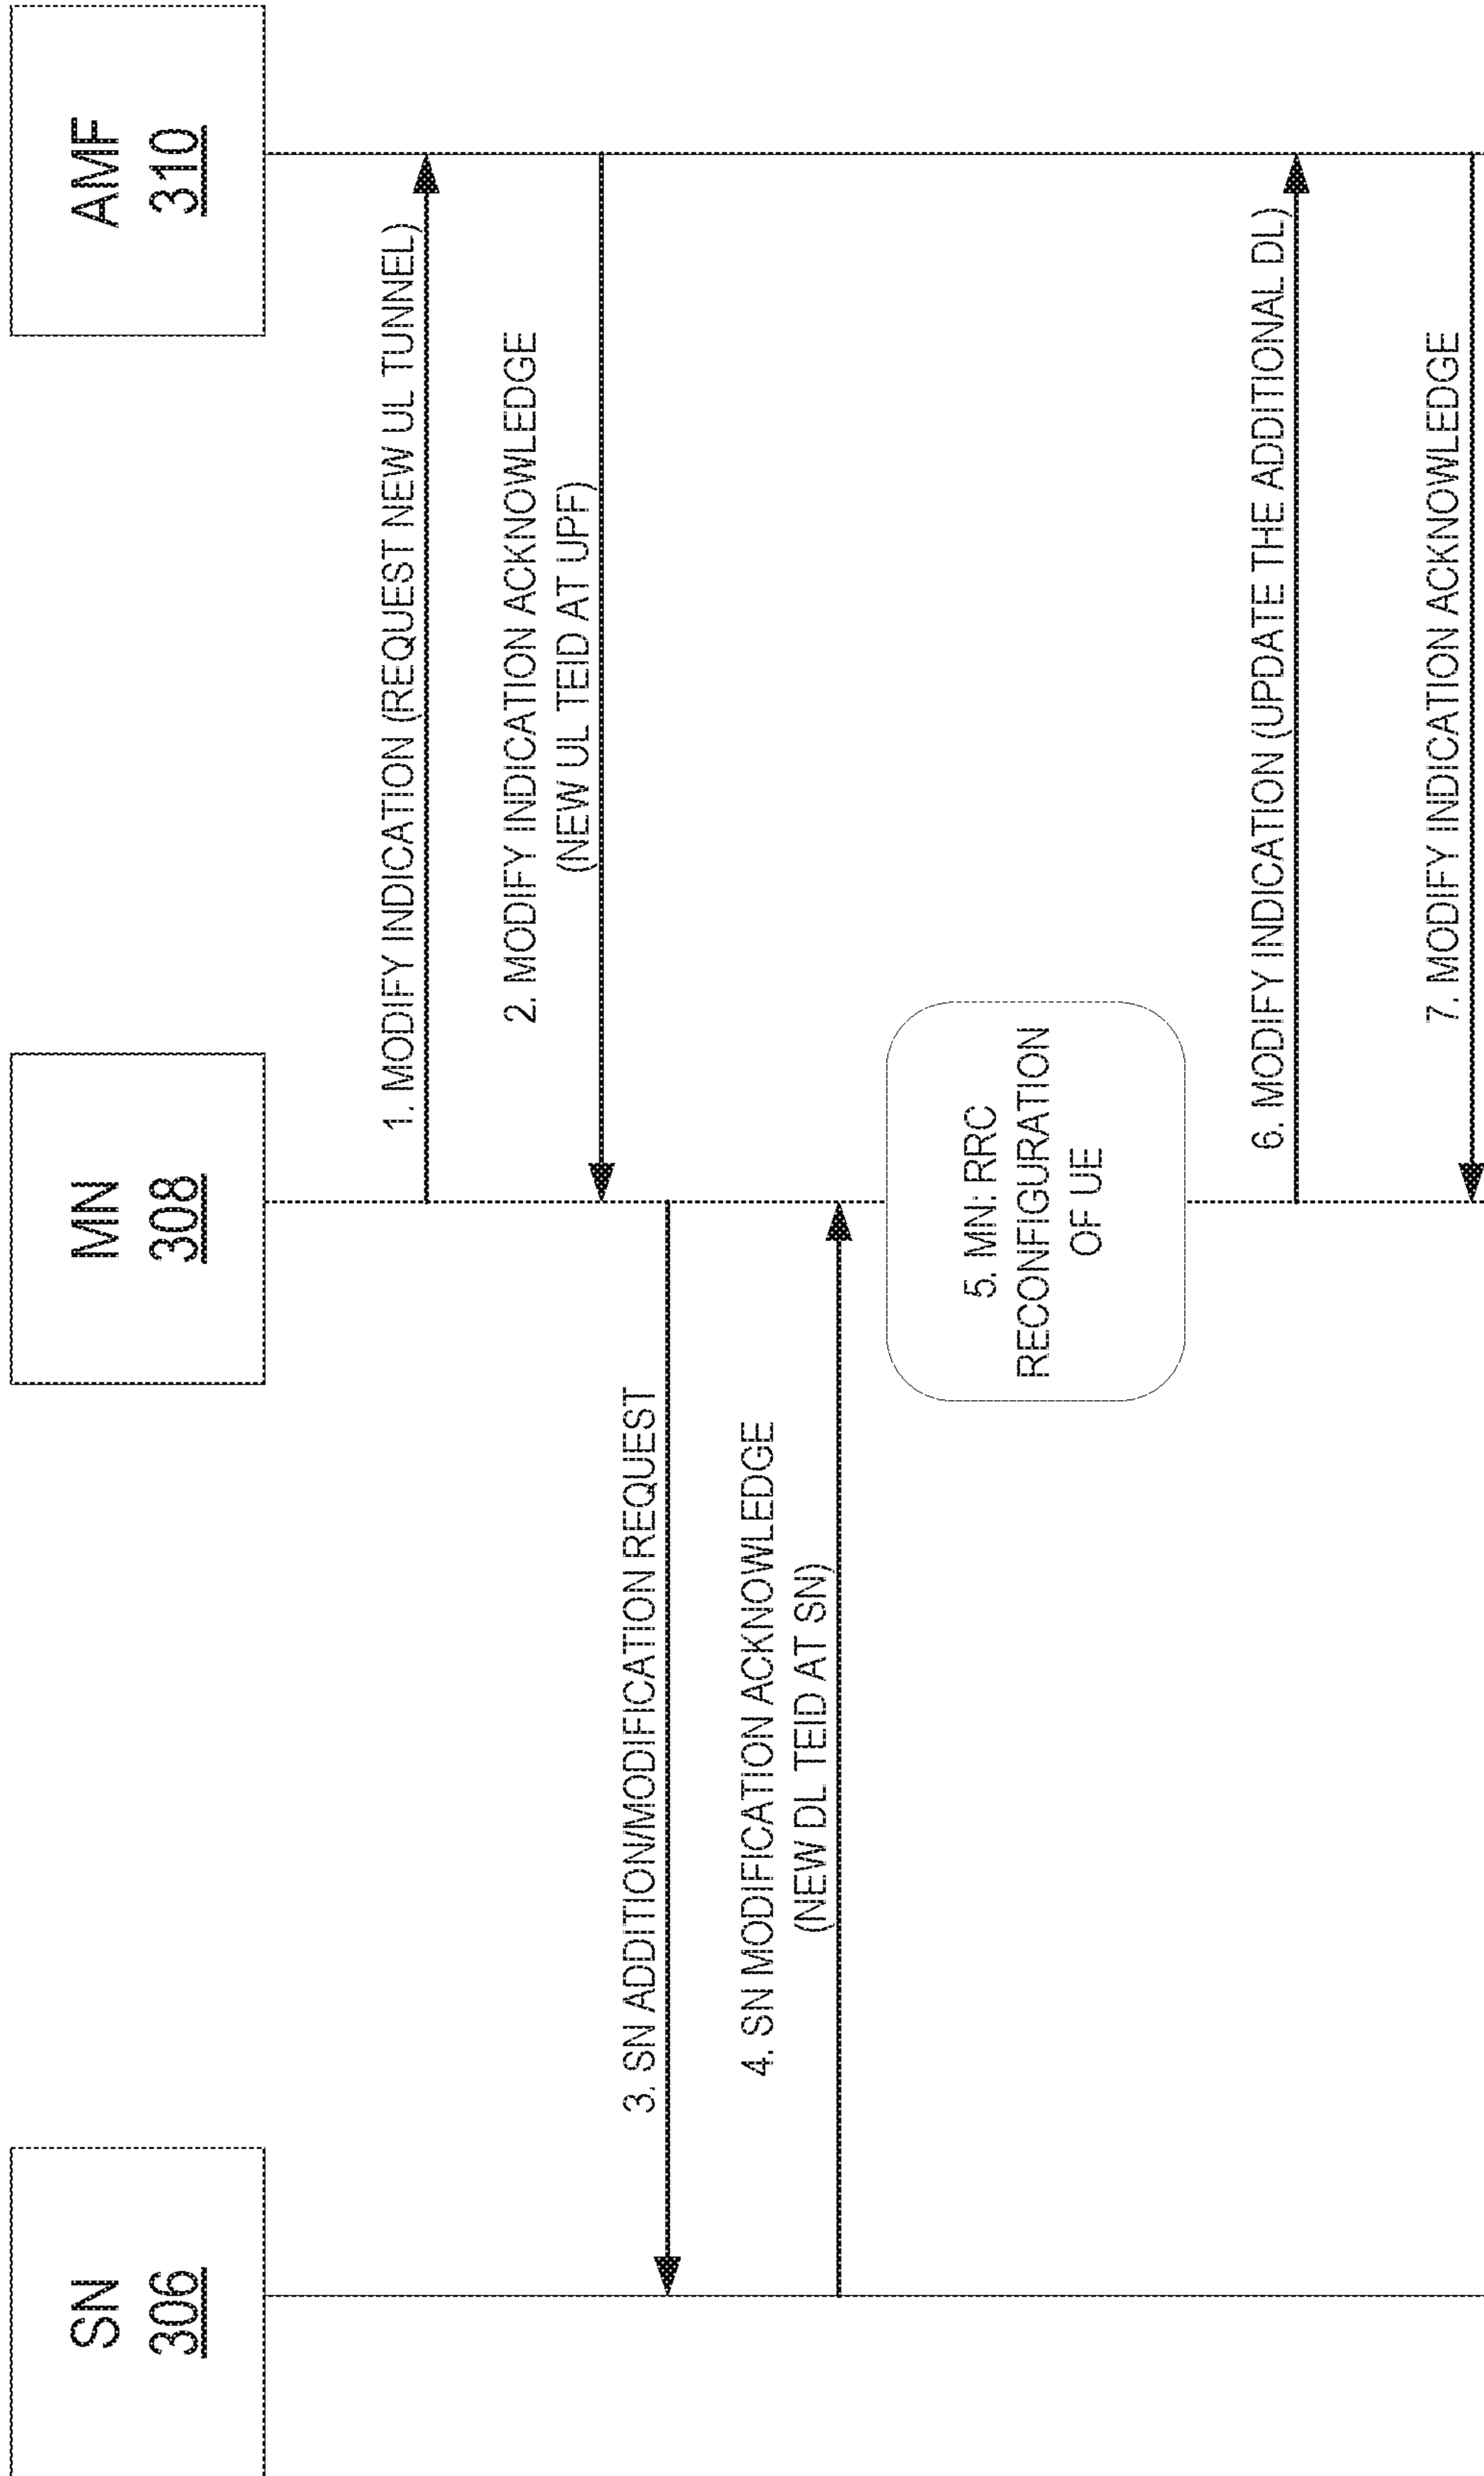 SN
306
MN
308
AMF
310
1. MODIFY INDICATION (REQUEST NEW UL TUNNEL)
2. MODIFY INDICATION ACKNOWLEDGE
(NEW UL TEID AT UPF)
3. SN ADDITION/MODIFICATION REQUEST
4. SN MODIFICATION ACKNOWLEDGE
(NEW DL TEID AT SN)
5. MN: RRC
RECONFIGURATION
OF UE
6. MODIFY INDICATION (UPDATE THE ADDITIONAL DL)
7. MODIFY INDICATION ACKNOWLEDGE